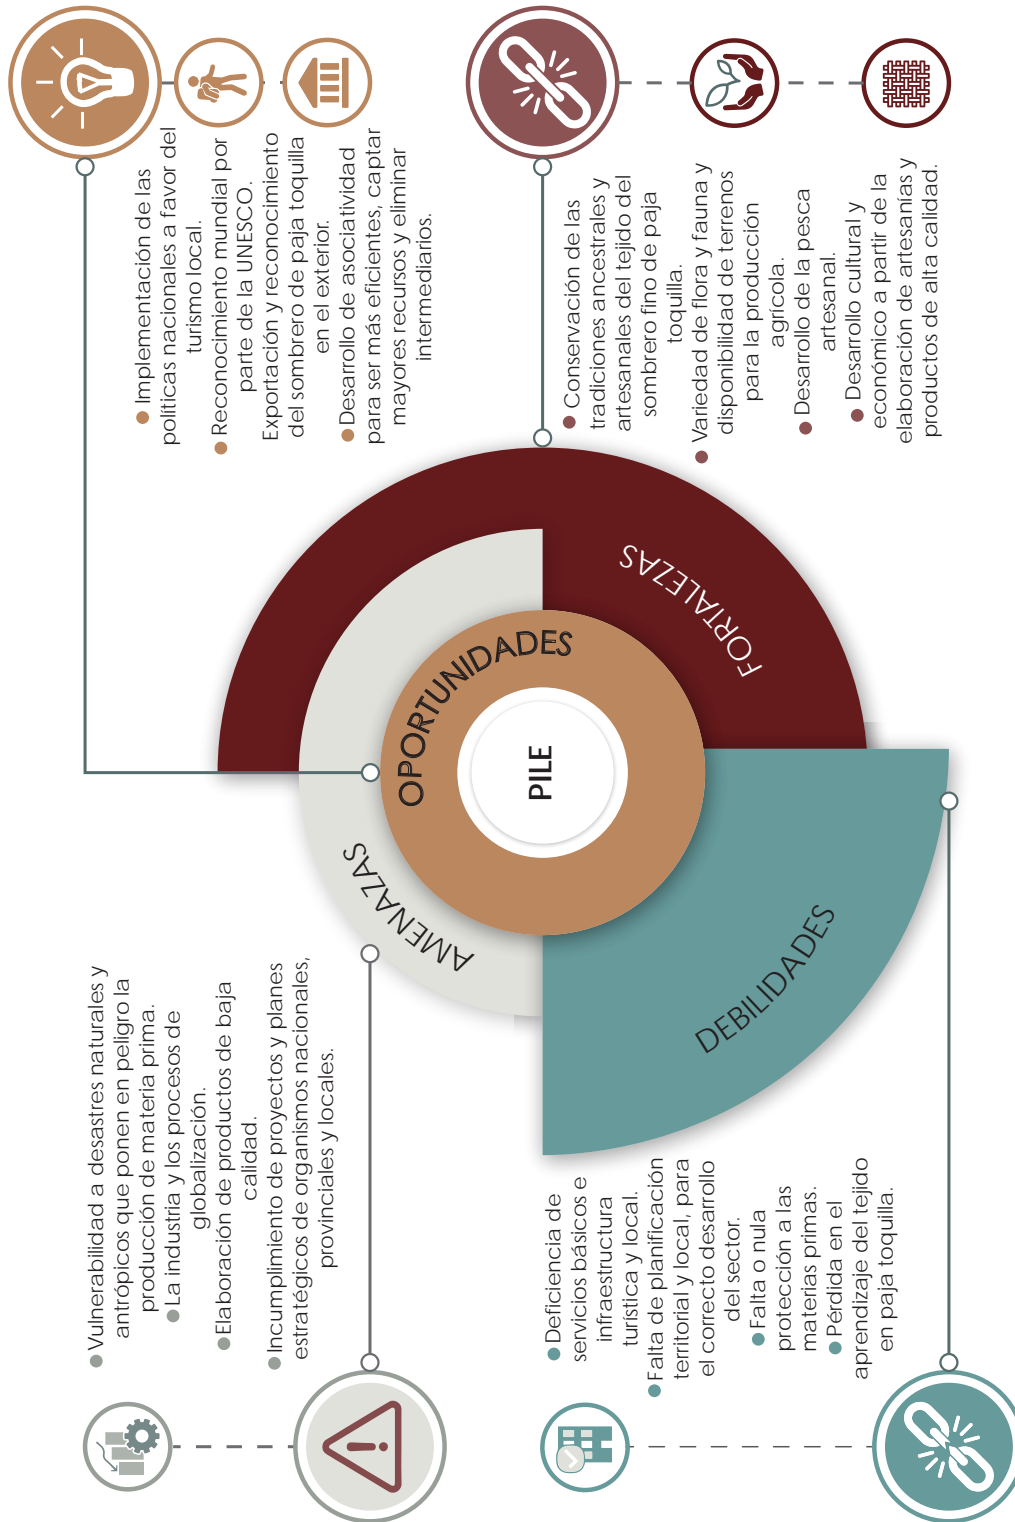 Vulnerabilidad a desastres naturales y
antrópicos que ponen en peligro la
producción de materia prima.
La industria y los procesos de
globalización.
Elaboración de productos de baja
calidad.
Incumplimiento de proyectos y planes
estratégicos de organismos nacionales,
provinciales y locales.
Implementación de las
políticas nacionales a favor del
turismo local.
Reconocimiento mundial por
parte de la UNESCO.
Exportación y reconocimiento
del sombrero de paja toquilla
en el exterior.
Desarrollo de asociatividad
para ser más eficientes, captar
mayores recursos y eliminar
intermediarios.
AMENAZAS
OPORTUNIDADES
PILE
FORTALEZAS
DEBILIDADES
Deficiencia de
servicios básicos e
infraestructura
turística y local.
Falta de planificación
territorial y local, para
el correcto desarrollo
del sector.
Falta o nula
protección a las
materias primas.
Pérdida en el
aprendizaje del tejido
en paja toquilla.
Conservación de las
tradiciones ancestrales y
artesanales del tejido del
sombrero fino de paja
toquilla.
Variedad de flora y fauna y
disponibilidad de terrenos
para la producción
agrícola.
Desarrollo de la pesca
artesanal.
Desarrollo cultural y
económico a partir de la
elaboración de artesanías y
productos de alta calidad.